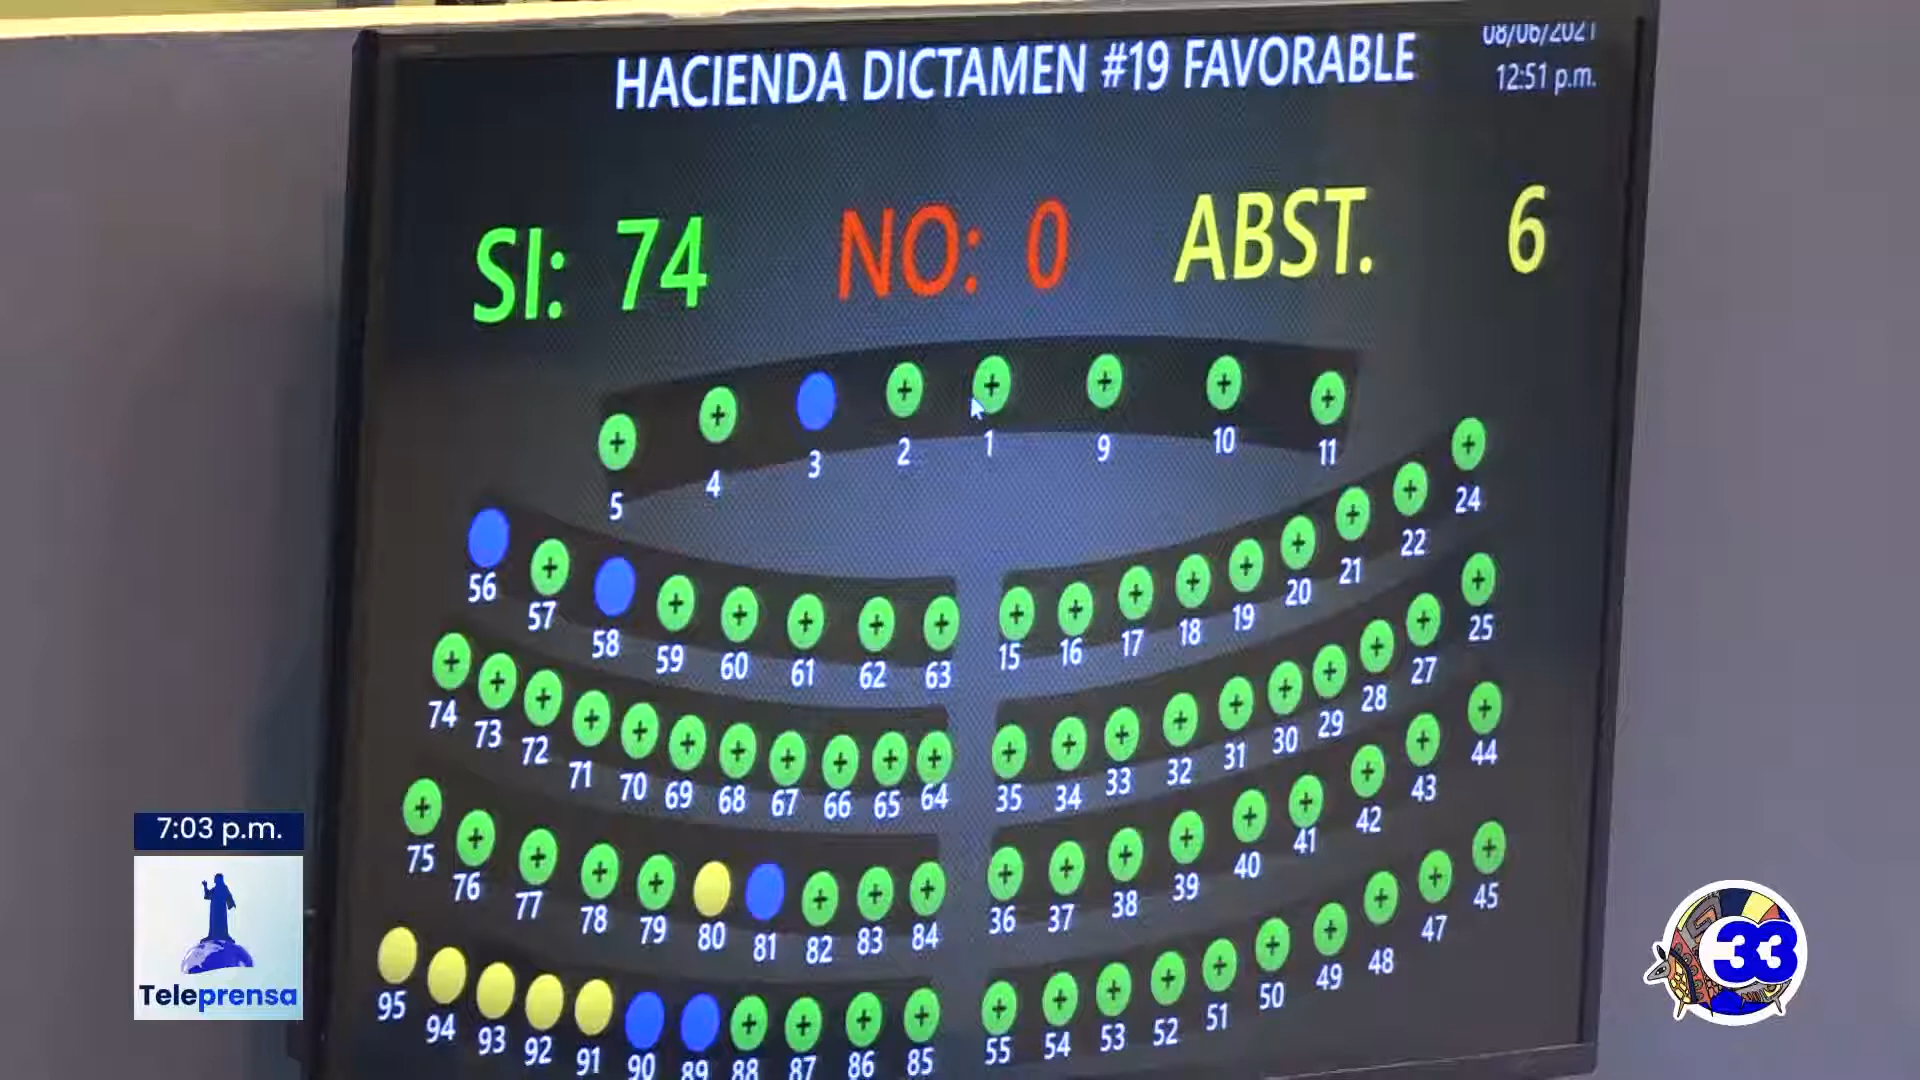 HACIENDA DICTAMEN #19 FAVORABLE
08/06/2021
12:51 p.m.
SI: 74 NO: 0 ABST. 6
5 4 3 2 1 9 10 11
56 57 58 59 60 61 62 63 15 16 17 18 19 20 21 22 24
74 73 72 71 70 69 68 67 66 65 64 35 34 33 32 31 30 29 28 27 25
75 76 77 78 79 80 81 82 83 84 36 37 38 39 40 41 42 43 44
95 94 93 92 91 90 89 88 87 86 85 55 54 53 52 51 50 49 48 47 45
7:03 p.m.
Teleprensa
33